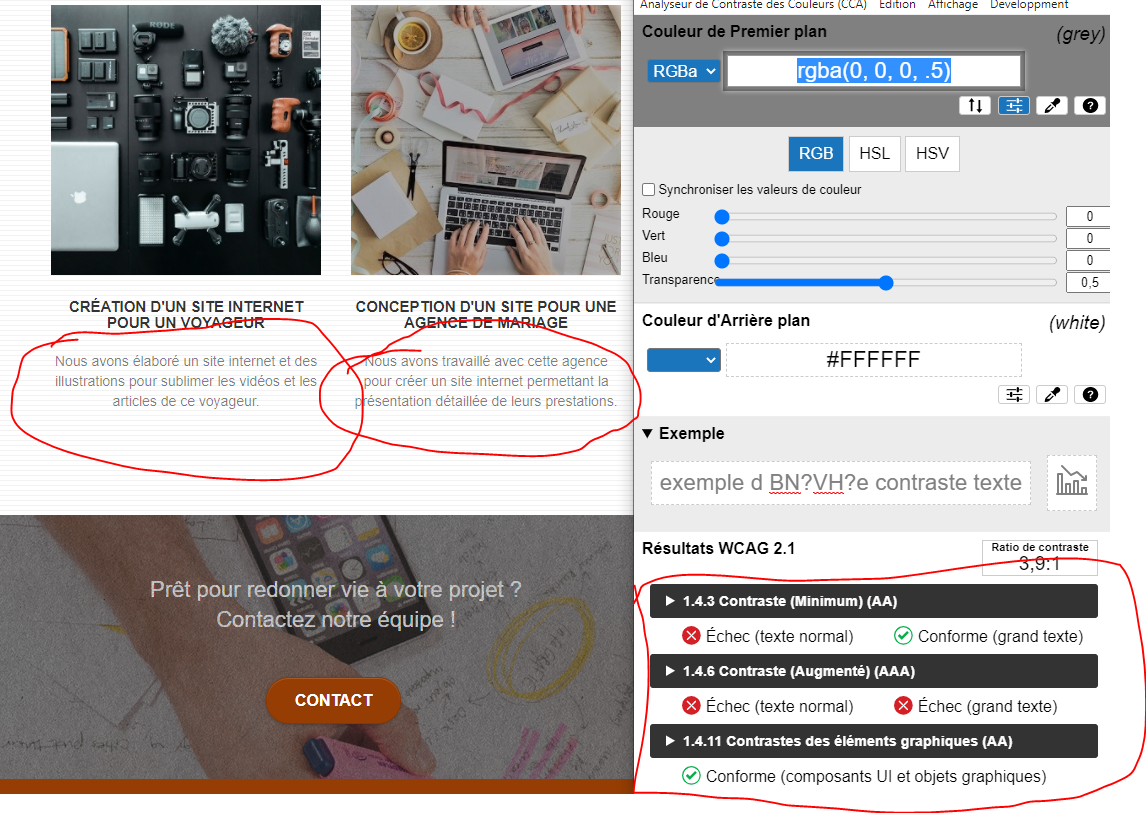 RODE
CRÉATION D'UN SITE INTERNET
POUR UN VOYAGEUR
Nous avons élaboré un site internet et des
illustrations pour sublimer les vidéos et les
articles de ce voyageur.
CONCEPTION D'UN SITE POUR UNE
AGENCE DE MARIAGE
Nous avons travaillé avec cette agence
pour créer un site internet permettant la
présentation détaillée de leurs prestations.
Prêt pour redonner vie à votre projet ?
Contactez notre équipe !
CONTACT
Analyseur de Contraste des Couleurs (CCA) Edition Affichage Développment
Couleur de Premier plan (grey)
RGBa rgba(0, 0, 0, .5)
RGB HSL HSV
Synchroniser les valeurs de couleur
Rouge 0
Vert 0
Bleu 0
Transparence 0,5
Couleur d'Arrière plan (white)
#FFFFFF
Exemple
exemple d BN?VH?e contraste texte
Résultats WCAG 2.1
Ratio de contraste
3,9:1
1.4.3 Contraste (Minimum) (AA)
Échec (texte normal) Conforme (grand texte)
1.4.6 Contraste (Augmenté) (AAA)
Échec (texte normal) Échec (grand texte)
1.4.11 Contrastes des éléments graphiques (AA)
Conforme (composants UI et objets graphiques)